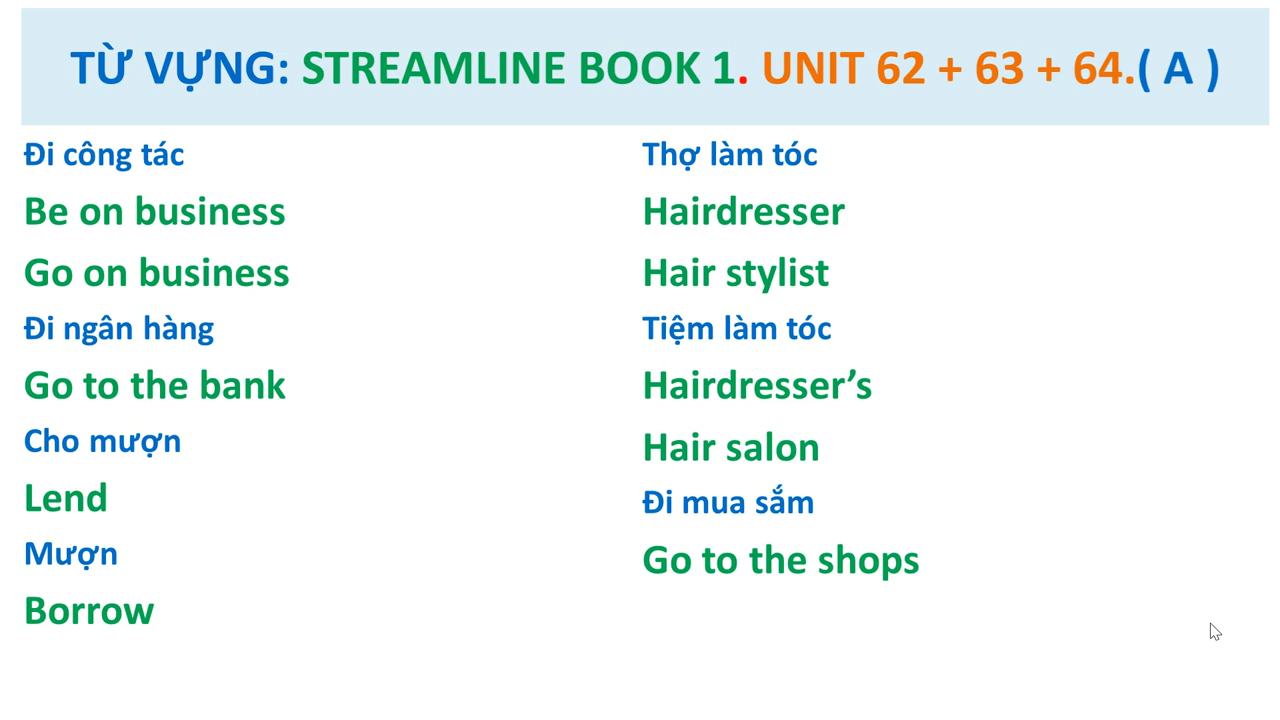 TỪ VỰNG: STREAMLINE BOOK 1. UNIT 62 + 63 + 64.( A )
Đi công tác
Be on business
Go on business
Đi ngân hàng
Go to the bank
Cho mượn
Lend
Mượn
Borrow
Thợ làm tóc
Hairdresser
Hair stylist
Tiệm làm tóc
Hairdresser’s
Hair salon
Đi mua sắm
Go to the shops